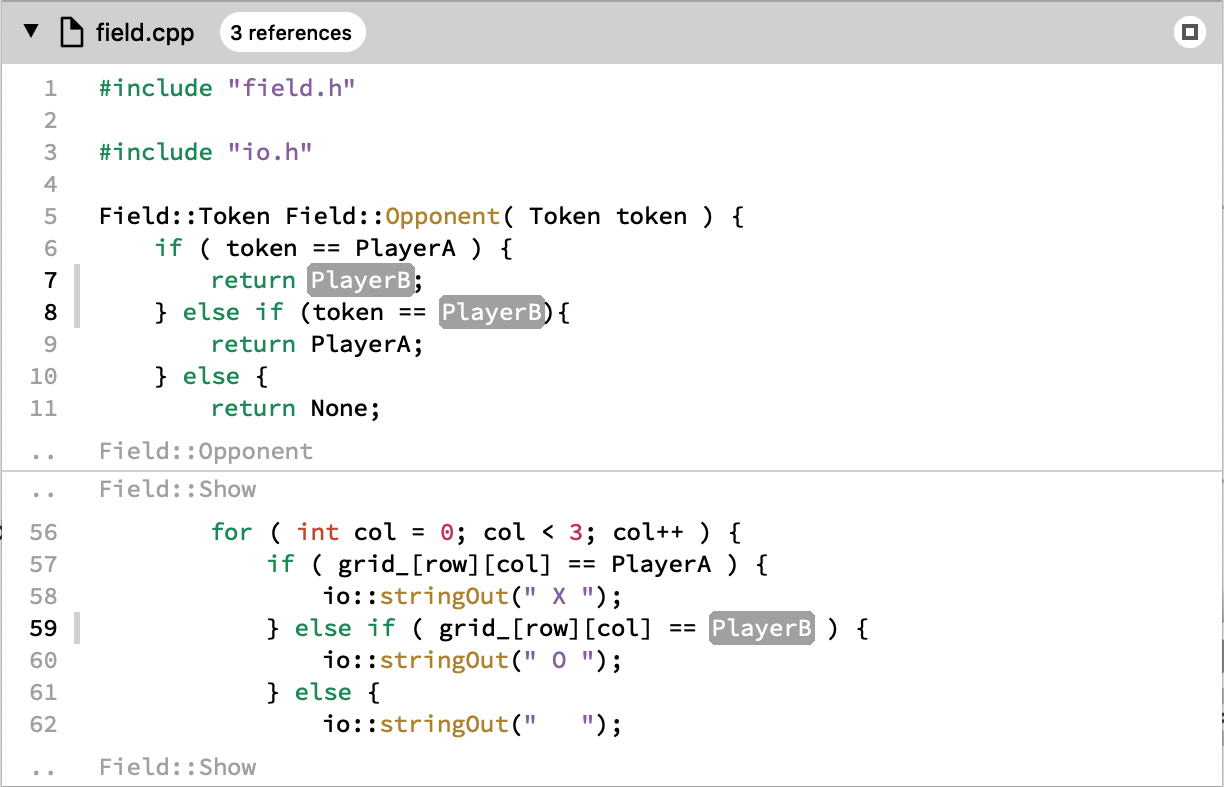 ▼ field.cpp 3 references
1 #include "field.h"
2
3 #include "io.h"
4
5 Field::Token Field::Opponent( Token token ) {
6     if ( token == PlayerA ) {
7         return PlayerB;
8     } else if (token == PlayerB){
9         return PlayerA;
10     } else {
11         return None;
.. Field::Opponent
.. Field::Show
56         for ( int col = 0; col < 3; col++ ) {
57             if ( grid_[row][col] == PlayerA ) {
58                 io::stringOut(" X ");
59             } else if ( grid_[row][col] == PlayerB ) {
60                 io::stringOut(" O ");
61             } else {
62                 io::stringOut("   ");
.. Field::Show